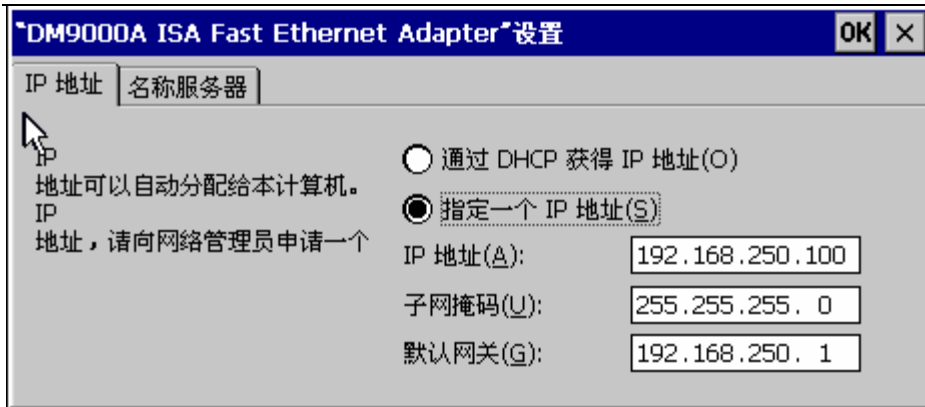 "DM9000A ISA Fast Ethernet Adapter"设置 OK ×
IP 地址 名称服务器
IP
地址可以自动分配给本计算机。
IP
地址，请向网络管理员申请一个
通过 DHCP 获得 IP 地址(O)
指定一个 IP 地址(S)
IP 地址(A): 192.168.250.100
子网掩码(U): 255.255.255. 0
默认网关(G): 192.168.250. 1